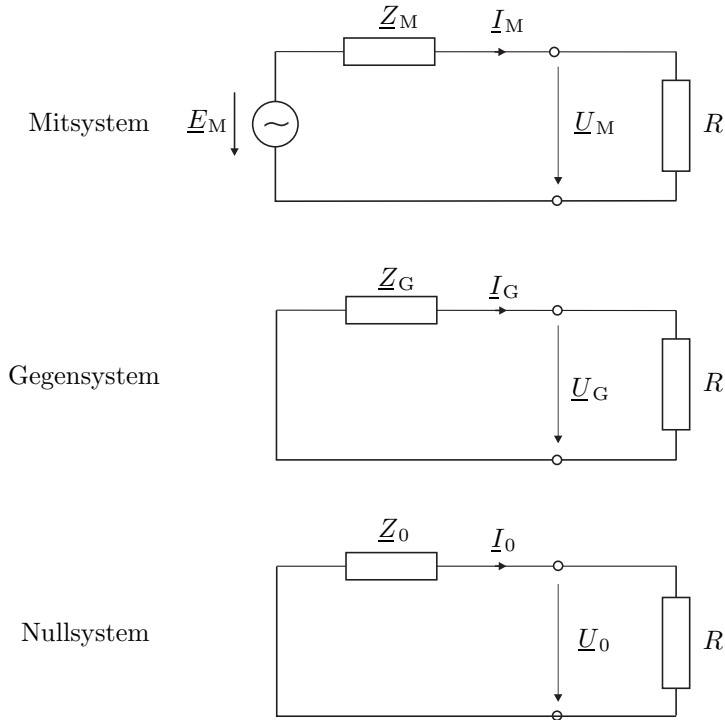 Z_M I_M
Mitsystem E_M U_M R
Z_G I_G
Gegensystem U_G R
Z_0 I_0
Nullsystem U_0 R